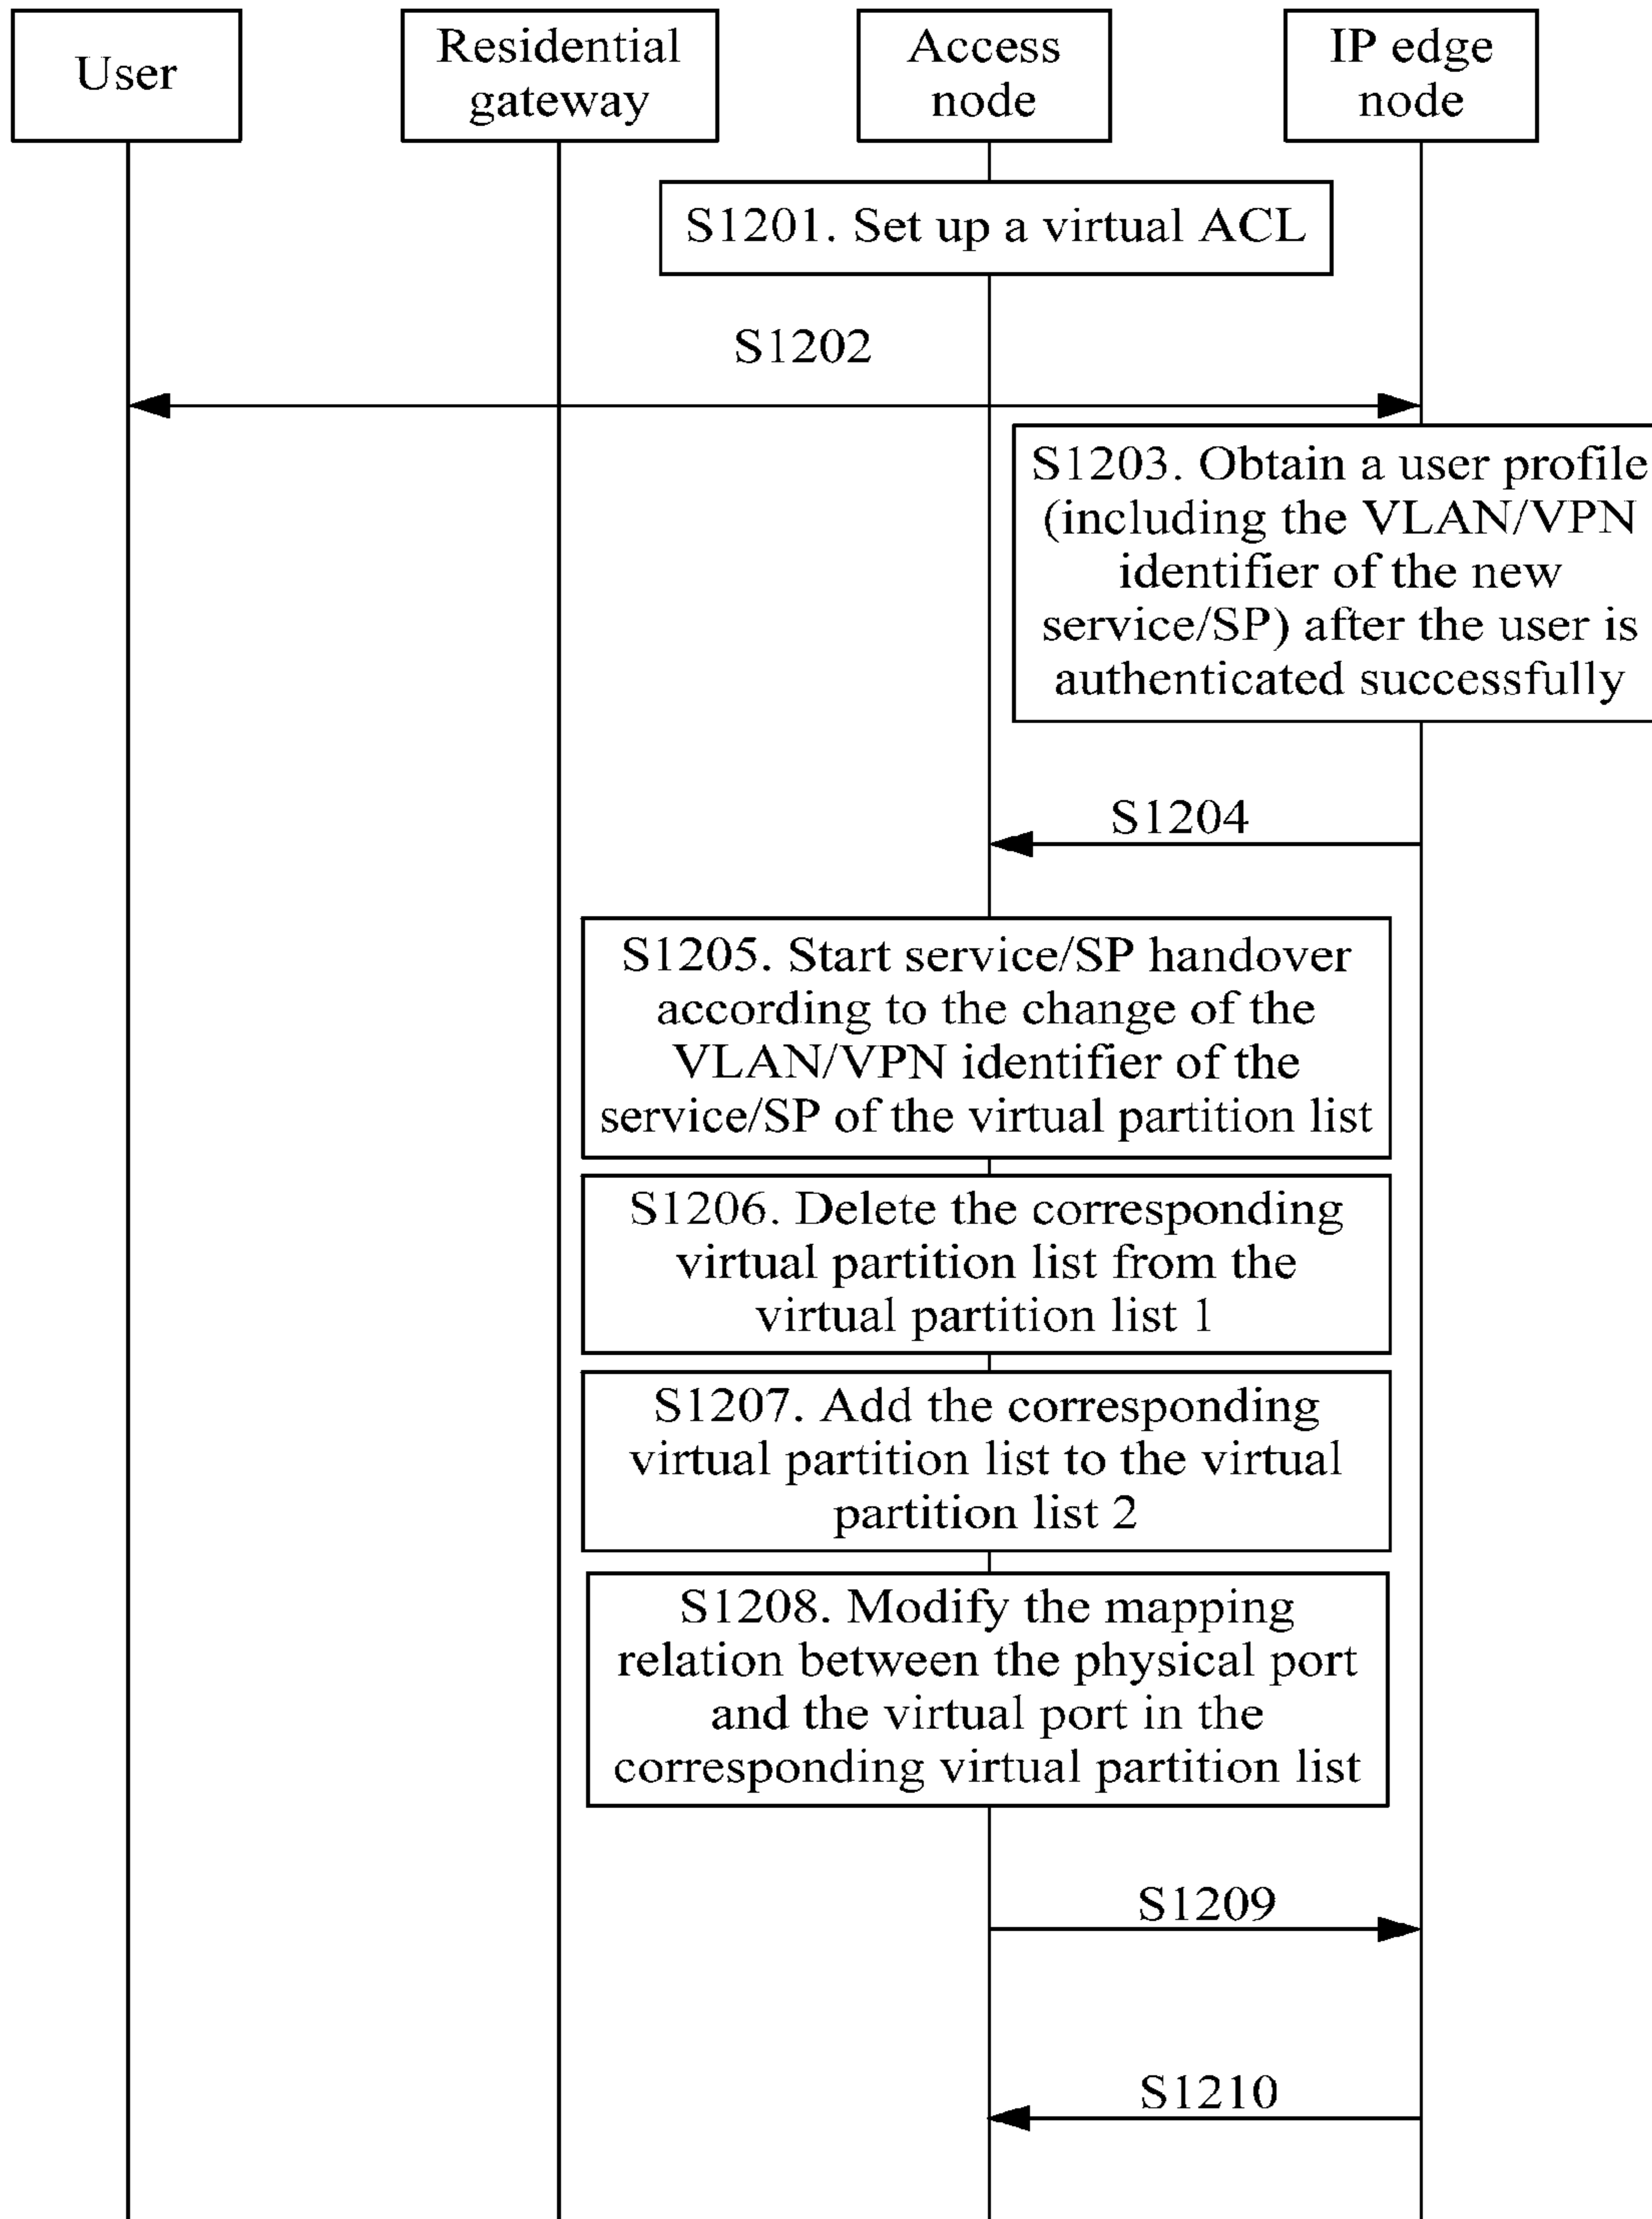 User
Residential
gateway
Access
node
IP edge
node
S1201. Set up a virtual ACL
S1202
S1203. Obtain a user profile
(including the VLAN/VPN
identifier of the new
service/SP) after the user is
authenticated successfully
S1204
S1205. Start service/SP handover
according to the change of the
VLAN/VPN identifier of the
service/SP of the virtual partition list
S1206. Delete the corresponding
virtual partition list from the
virtual partition list 1
S1207. Add the corresponding
virtual partition list to the virtual
partition list 2
S1208. Modify the mapping
relation between the physical port
and the virtual port in the
corresponding virtual partition list
S1209
S1210